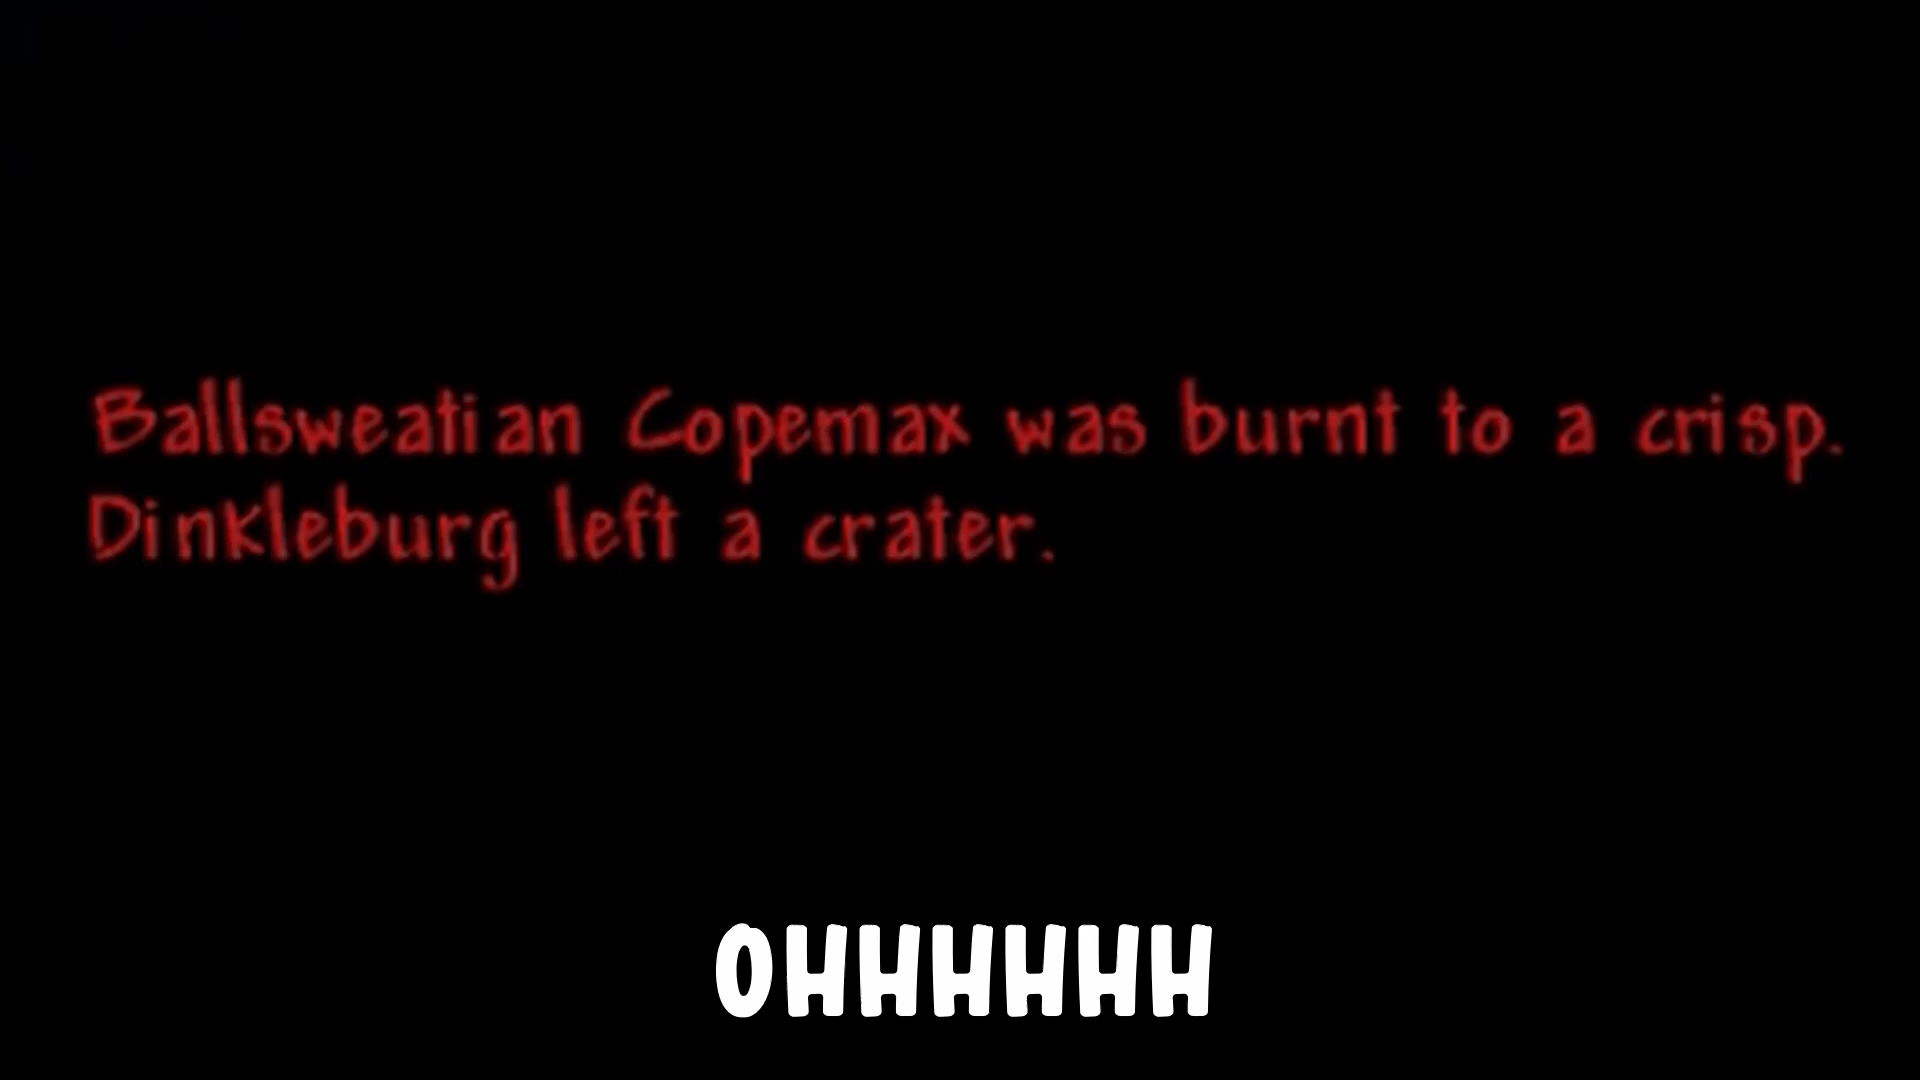 Ballsweatian Copemax was burnt to a crisp.
Dinkleburg left a crater.
OHHHHHH